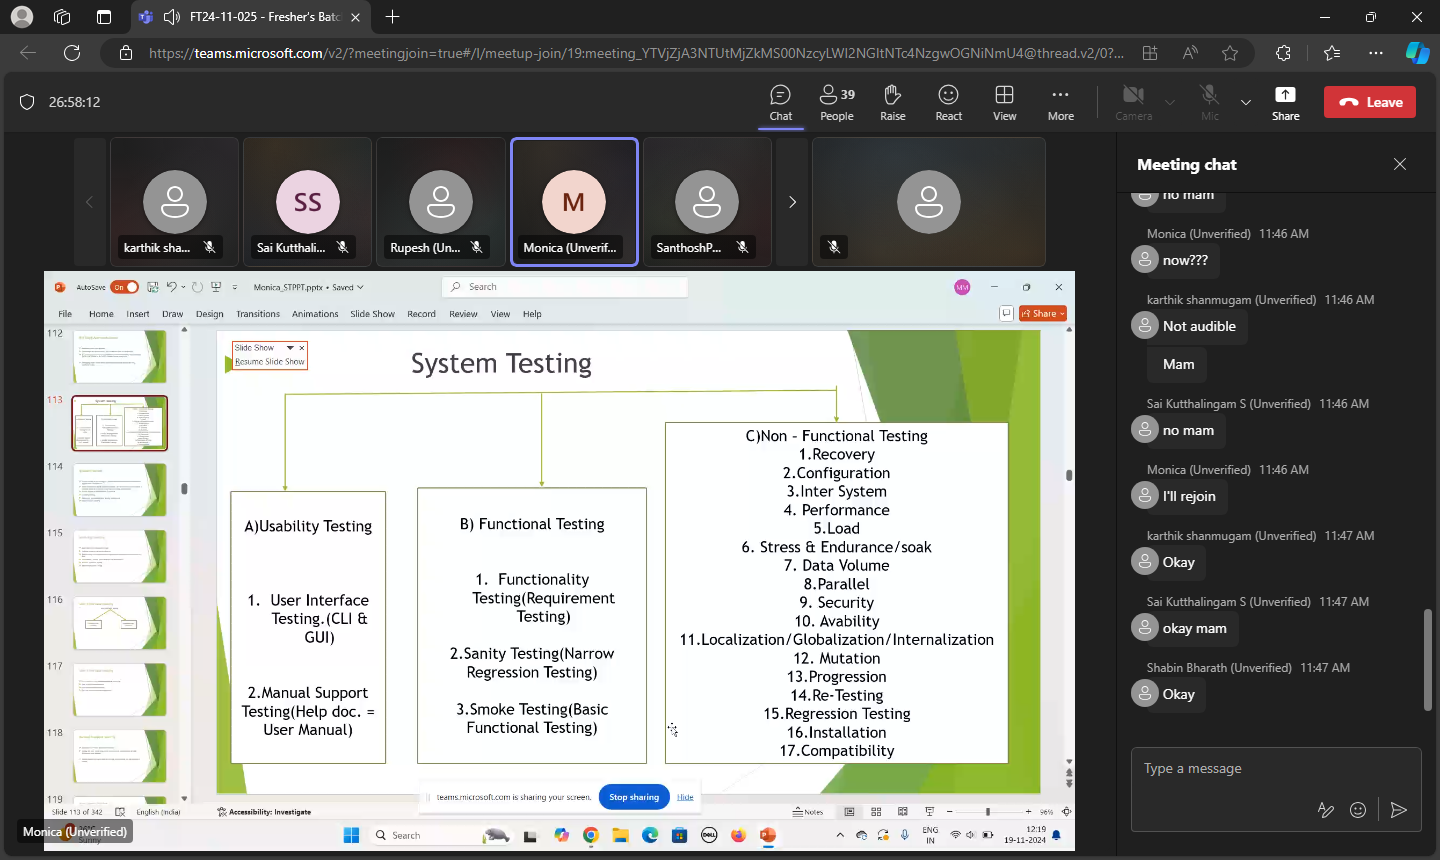 FT24-11-025 - Fresher's Batc
https://teams.microsoft.com/v2/?meetingjoin=true#/l/meetup-join/19:meeting_YTVjZjA3NTUtMjZkMS00NzcyLWI2NGItNTc4NzgwOGNiNmU4@thread.v2/0?...
26:58:12
Chat
39
People
Raise
React
View
More
Camera
Mic
Share
Leave
karthik sha...
SS
Sai Kutthali...
Rupesh (Un...
M
Monica (Unverif...
SanthoshP...
AutoSave On
Monica_STPPT.pptx • Saved
Search
MM
File Home Insert Draw Design Transitions Animations Slide Show Record Review View Help
Share
112
113
114
115
116
117
118
119
Slide Show
Resume Slide Show
System Testing
A)Usability Testing
1. User Interface
Testing.(CLI &
GUI)
2.Manual Support
Testing(Help doc. =
User Manual)
B) Functional Testing
1. Functionality
Testing(Requirement
Testing)
2.Sanity Testing(Narrow
Regression Testing)
3.Smoke Testing(Basic
Functional Testing)
C)Non - Functional Testing
1.Recovery
2.Configuration
3.Inter System
4. Performance
5.Load
6. Stress & Endurance/soak
7. Data Volume
8.Parallel
9. Security
10. Avability
11.Localization/Globalization/Internalization
12. Mutation
13.Progression
14.Re-Testing
15.Regression Testing
16.Installation
17.Compatibility
teams.microsoft.com is sharing your screen.
Stop sharing
Hide
Slide 113 of 342
English (India)
Accessibility: Investigate
Notes
96%
Monica (Unverified)
Sunny
Search
DELL
ENG
IN
12:19
19-11-2024
Meeting chat
no mam
Monica (Unverified) 11:46 AM
now???
karthik shanmugam (Unverified) 11:46 AM
Not audible
Mam
Sai Kutthalingam S (Unverified) 11:46 AM
no mam
Monica (Unverified) 11:46 AM
I'll rejoin
karthik shanmugam (Unverified) 11:47 AM
Okay
Sai Kutthalingam S (Unverified) 11:47 AM
okay mam
Shabin Bharath (Unverified) 11:47 AM
Okay
Type a message